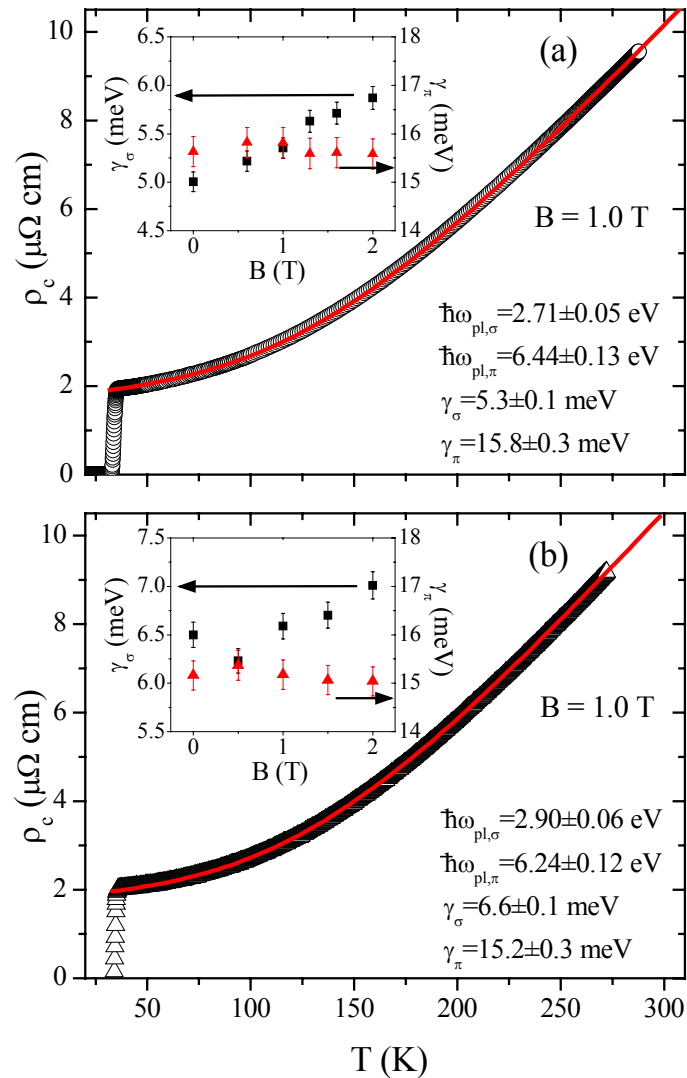 (a)
10
8
6
4
2
0
ρc (μΩ cm)
6.5
6.0
5.5
5.0
4.5
γσ (meV)
18
17
16
15
14
γπ (meV)
0 1 2
B (T)
B = 1.0 T
ħωpl,σ=2.71±0.05 eV
ħωpl,π=6.44±0.13 eV
γσ=5.3±0.1 meV
γπ=15.8±0.3 meV
(b)
10
8
6
4
2
0
ρc (μΩ cm)
7.5
7.0
6.5
6.0
5.5
γσ (meV)
18
17
16
15
14
γπ (meV)
0 1 2
B (T)
B = 1.0 T
ħωpl,σ=2.90±0.06 eV
ħωpl,π=6.24±0.12 eV
γσ=6.6±0.1 meV
γπ=15.2±0.3 meV
50 100 150 200 250 300
T (K)